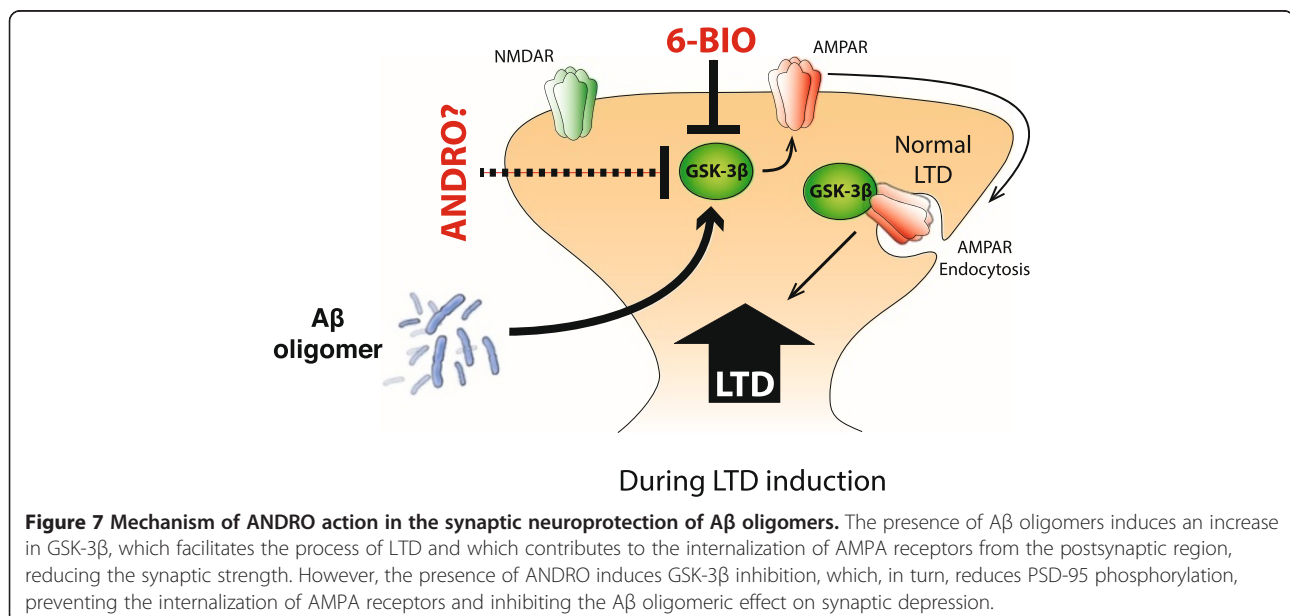 6-BIO
NMDAR
AMPAR
ANDRO?
Normal
LTD
GSK-3β
GSK-3β
AMPAR
Endocytosis
Aβ
oligomer
LTD
During LTD induction
Figure 7 Mechanism of ANDRO action in the synaptic neuroprotection of Aβ oligomers. The presence of Aβ oligomers induces an increase
in GSK-3β, which facilitates the process of LTD and which contributes to the internalization of AMPA receptors from the postsynaptic region,
reducing the synaptic strength. However, the presence of ANDRO induces GSK-3β inhibition, which, in turn, reduces PSD-95 phosphorylation,
preventing the internalization of AMPA receptors and inhibiting the Aβ oligomeric effect on synaptic depression.